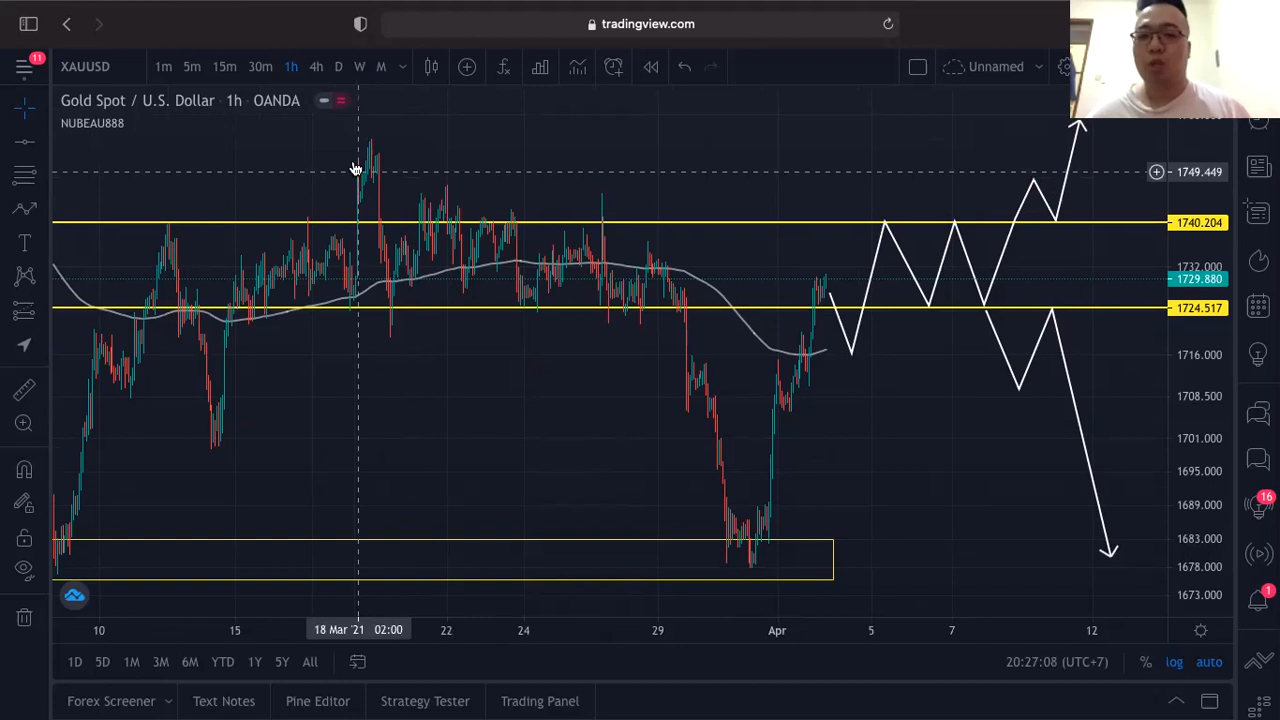 tradingview.com
11
XAUUSD 1m 5m 15m 30m 1h 4h D W M Unnamed
Gold Spot / U.S. Dollar · 1h · OANDA
NUBEAU888
1749.449
1740.204
1732.000
1729.880
1724.517
1716.000
1708.500
1701.000
1695.000
16
1689.000
1683.000
1678.000
1673.000
1
10 15 18 Mar '21 02:00 22 24 29 Apr 5 7 12
1D 5D 1M 3M 6M YTD 1Y 5Y All 20:27:08 (UTC+7) % log auto
Forex Screener Text Notes Pine Editor Strategy Tester Trading Panel